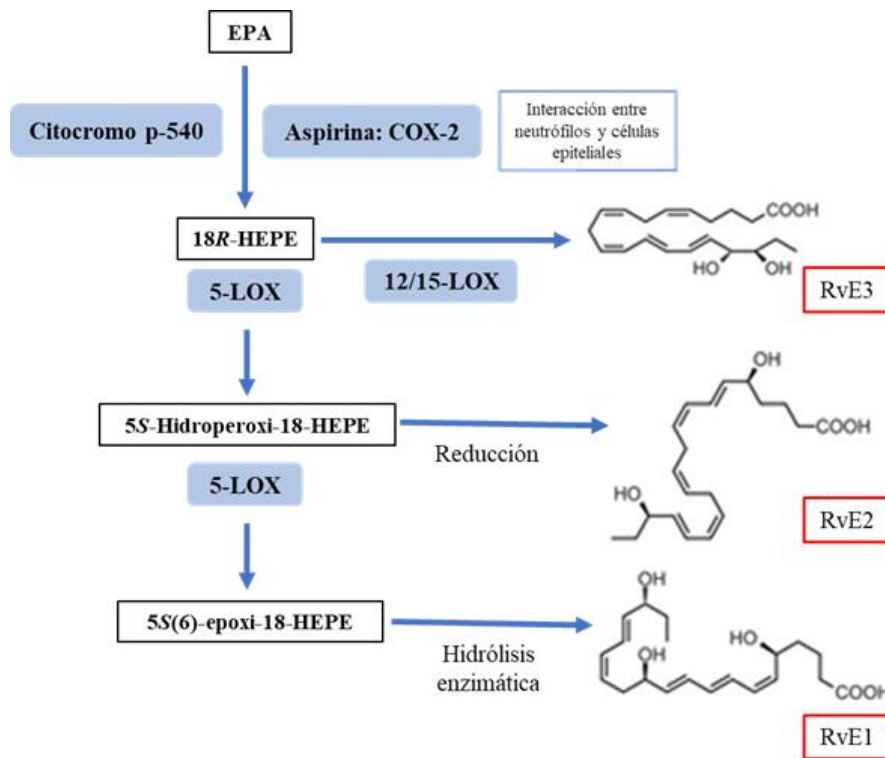 EPA
Citocromo p-540
Aspirina: COX-2
Interacción entre
neutrófilos y células
epiteliales
18R-HEPE
5-LOX
12/15-LOX
COOH
HO
OH
RvE3
5S-Hidroperoxi-18-HEPE
Reducción
5-LOX
OH
COOH
HO
RvE2
5S(6)-epoxi-18-HEPE
Hidrólisis
enzimática
OH
OH
HO
COOH
RvE1